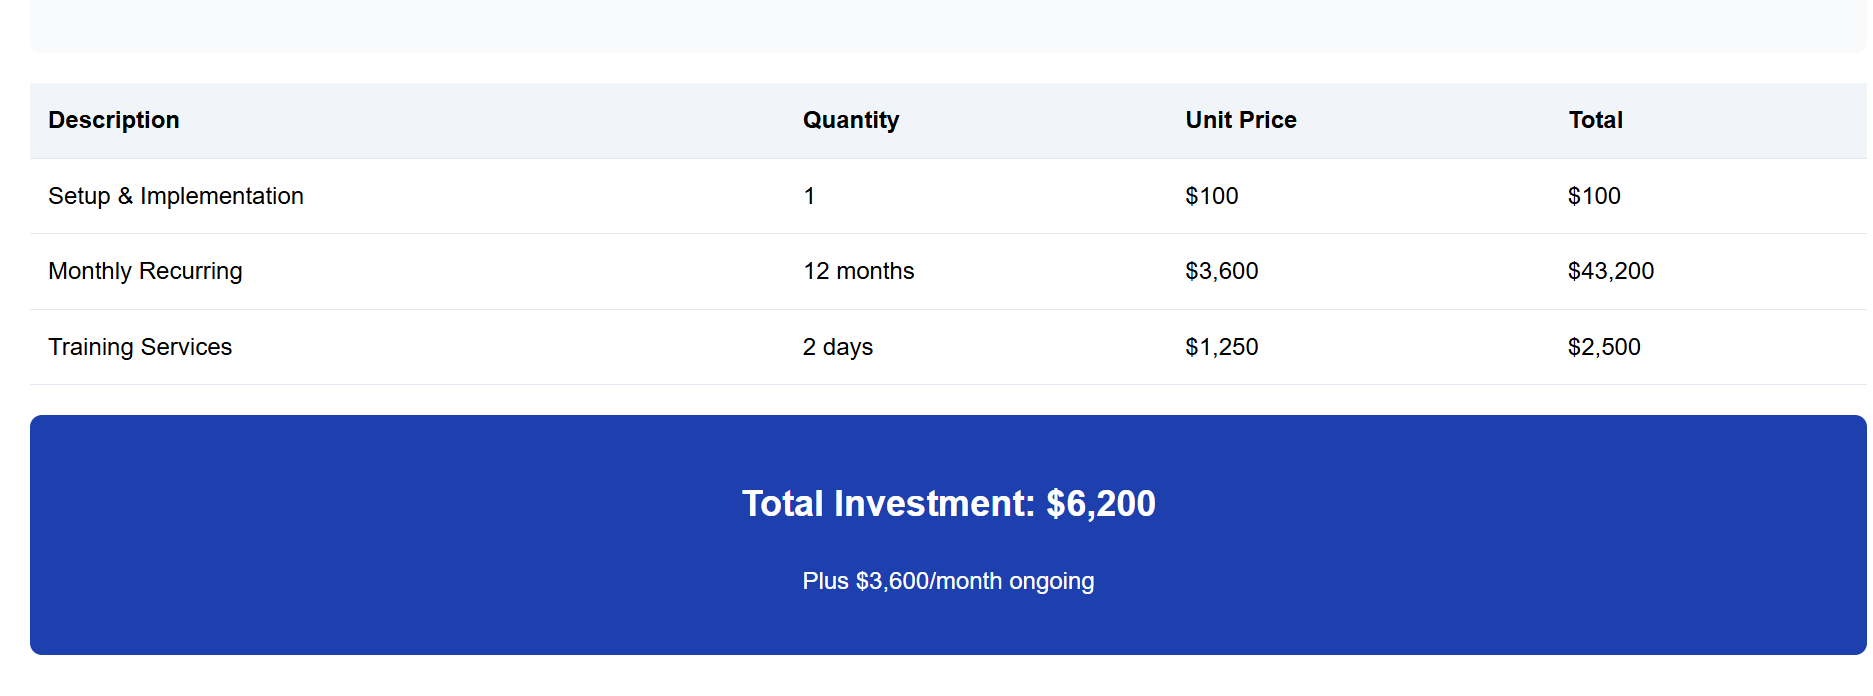 Description Quantity Unit Price Total
Setup & Implementation 1 $100 $100
Monthly Recurring 12 months $3,600 $43,200
Training Services 2 days $1,250 $2,500
Total Investment: $6,200
Plus $3,600/month ongoing